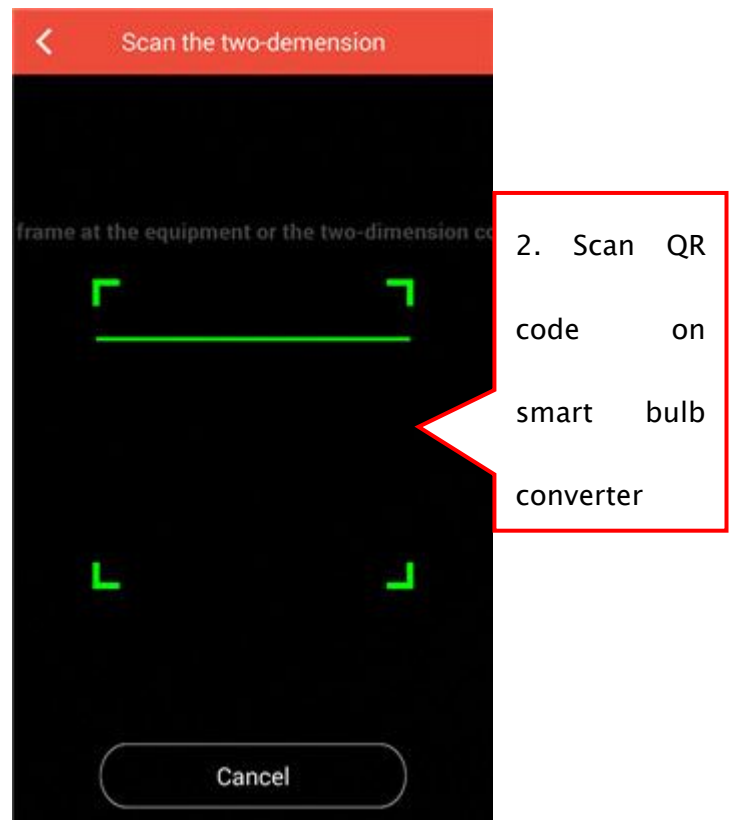 Scan the two-demension
frame at the equipment or the two-dimension co
2. Scan QR
code on
smart bulb
converter
Cancel